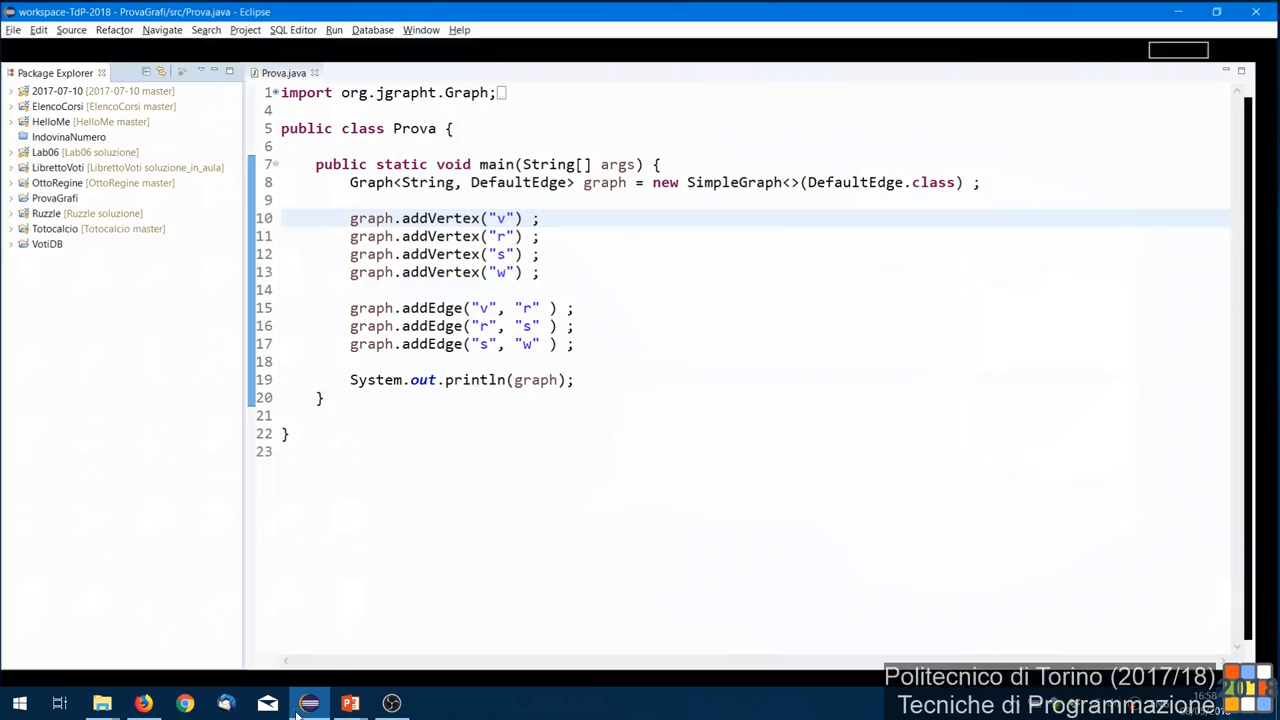 workspace-TdP-2018 - ProvaGrafi/src/Prova.java - Eclipse
File Edit Source Refactor Navigate Search Project SQL Editor Run Database Window Help
Package Explorer
2017-07-10 [2017-07-10 master]
ElencoCorsi [ElencoCorsi master]
HelloMe [HelloMe master]
IndovinaNumero
Lab06 [Lab06 soluzione]
LibrettoVoti [LibrettoVoti soluzione_in_aula]
OttoRegine [OttoRegine master]
ProvaGrafi
Ruzzle [Ruzzle soluzione]
Totocalcio [Totocalcio master]
VotiDB
Prova.java
1 import org.jgrapht.Graph;
4
5 public class Prova {
6
7 public static void main(String[] args) {
8 Graph<String, DefaultEdge> graph = new SimpleGraph<>(DefaultEdge.class) ;
9
10 graph.addVertex("v") ;
11 graph.addVertex("r") ;
12 graph.addVertex("s") ;
13 graph.addVertex("w") ;
14
15 graph.addEdge("v", "r" ) ;
16 graph.addEdge("r", "s" ) ;
17 graph.addEdge("s", "w" ) ;
18
19 System.out.println(graph);
20 }
21
22 }
23
Politecnico di Torino (2017/18)
Tecniche di Programmazione
16:58
2018